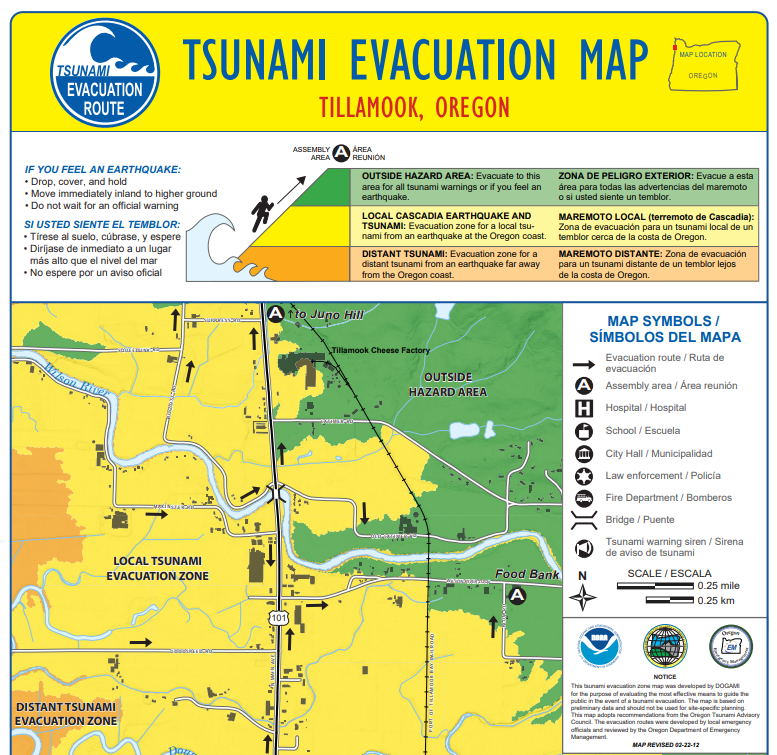 TSUNAMI
EVACUATION
ROUTE
TSUNAMI EVACUATION MAP
TILLAMOOK, OREGON
MAP LOCATION
OREGON
ASSEMBLY AREA
A
ÁREA REUNIÓN
IF YOU FEEL AN EARTHQUAKE:
• Drop, cover, and hold
• Move immediately inland to higher ground
• Do not wait for an official warning
SI USTED SIENTE EL TEMBLOR:
• Tírese al suelo, cúbrase, y espere
• Diríjase de inmediato a un lugar
más alto que el nivel del mar
• No espere por un aviso oficial
OUTSIDE HAZARD AREA: Evacuate to this
area for all tsunami warnings or if you feel an
earthquake.
ZONA DE PELIGRO EXTERIOR: Evacue a esta
área para todas las advertencias del maremoto
o si usted siente un temblor.
LOCAL CASCADIA EARTHQUAKE AND
TSUNAMI: Evacuation zone for a local tsu-
nami from an earthquake at the Oregon coast.
MAREMOTO LOCAL (terremoto de Cascadia):
Zona de evacuación para un tsunami local de un
temblor cerca de la costa de Oregon.
DISTANT TSUNAMI: Evacuation zone for a
distant tsunami from an earthquake far away
from the Oregon coast.
MAREMOTO DISTANTE: Zona de evacuación
para un tsunami distante de un temblor lejos
de la costa de Oregon.
A
to Juno Hill
Tillamook Cheese Factory
Wilson River
OUTSIDE
HAZARD AREA
LOCAL TSUNAMI
EVACUATION ZONE
Food Bank
A
101
PORT OF TILLAMOOK BAY RAILROAD
DISTANT TSUNAMI
EVACUATION ZONE
MAP SYMBOLS /
SÍMBOLOS DEL MAPA
Evacuation route / Ruta de
evacuación
A
Assembly area / Área reunión
H
Hospital / Hospital
School / Escuela
City Hall / Municipalidad
Law enforcement / Policía
Fire Department / Bomberos
Bridge / Puente
Tsunami warning siren / Sirena
de aviso de tsunami
N
SCALE / ESCALA
0.25 mile
0.25 km
NOAA
Oregon
EM
NOTICE
This tsunami evacuation zone map was developed by DOGAMI
for the purpose of evaluating the most effective means to guide the
public in the event of a tsunami evacuation. The map is based on
preliminary data and should not be used for site-specific planning.
This map adopts recommendations from the Oregon Tsunami Advisory
Council. The evacuation routes were developed by local emergency
officials and reviewed by the Oregon Department of Emergency
Management.
MAP REVISED 02-22-12